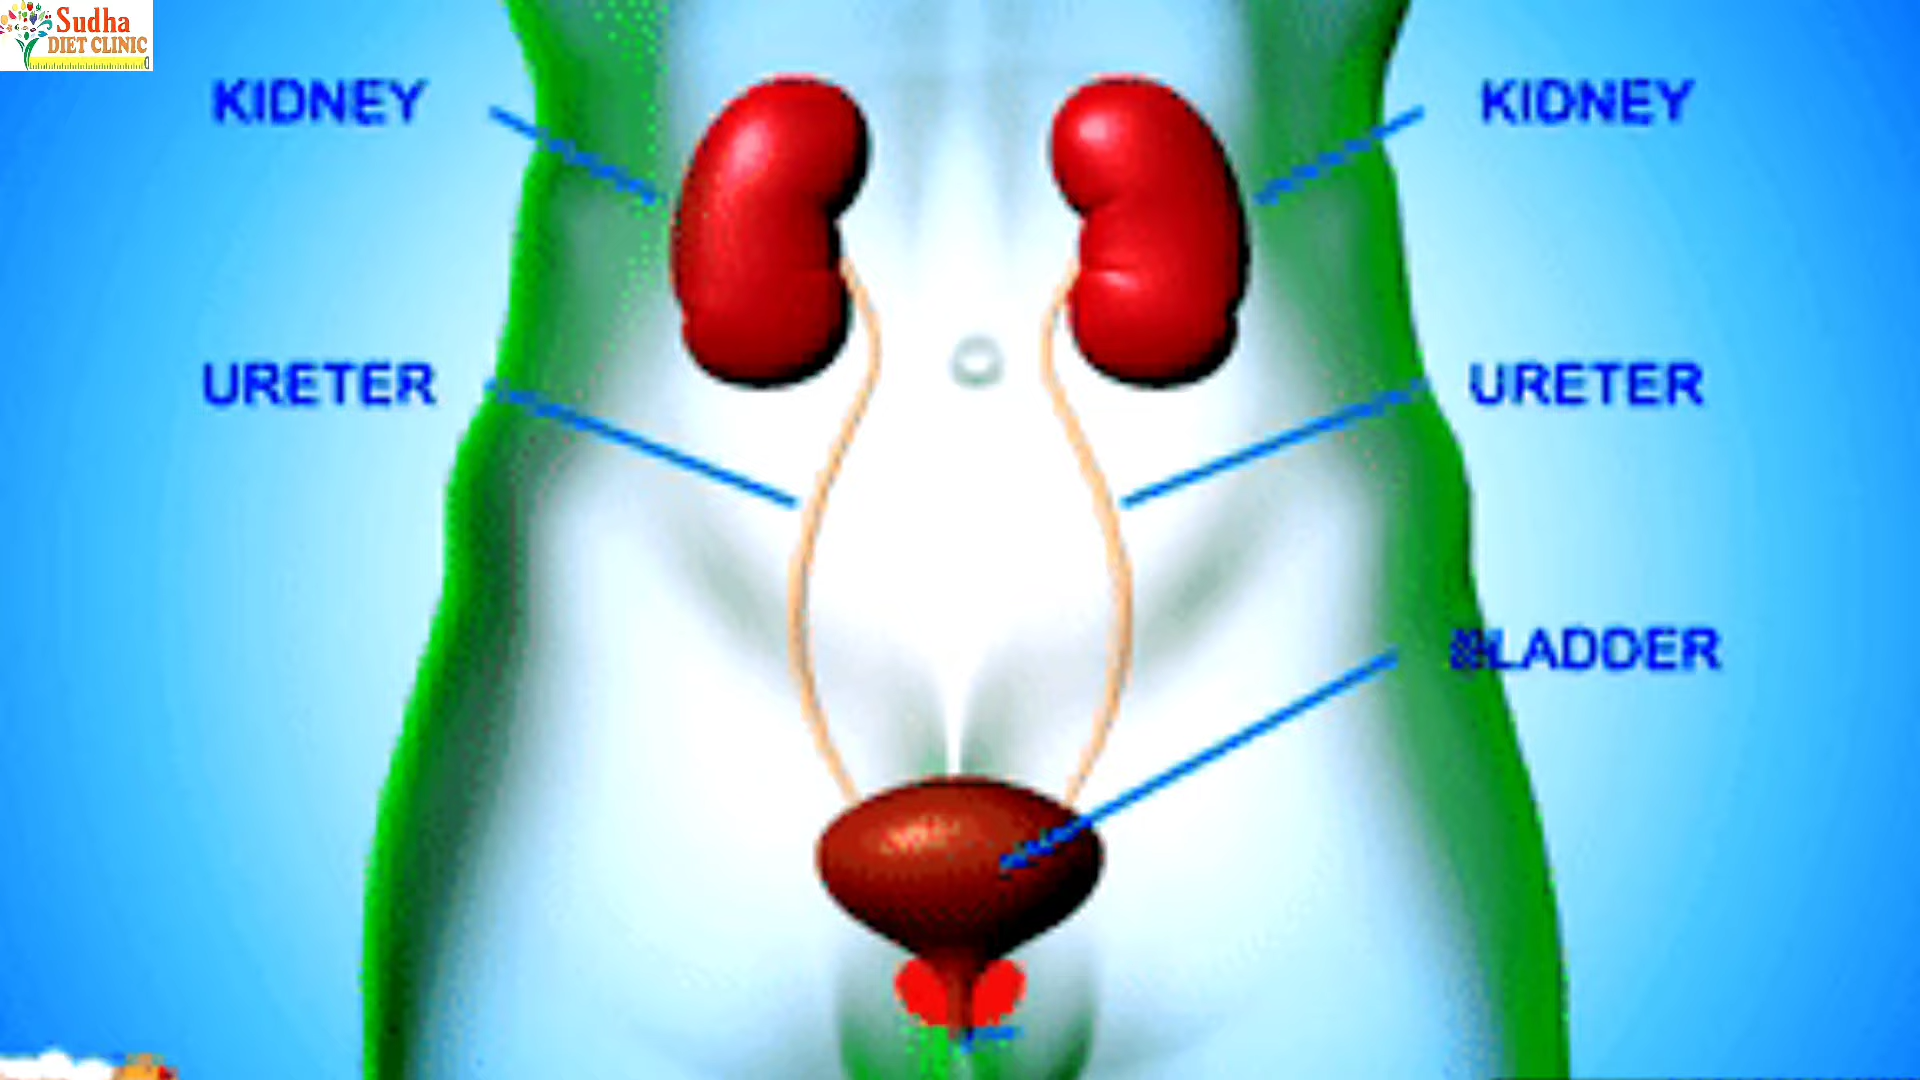 Sudha
DIET CLINIC
KIDNEY
KIDNEY
URETER
URETER
BLADDER